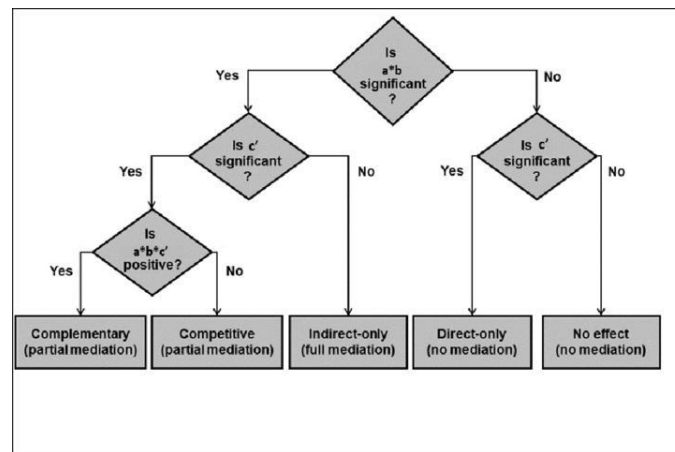 Is
a*b
significant
?
Yes
No
Is c'
significant
?
Is c'
significant
?
Yes
No
Yes
No
Is
a*b*c'
positive?
Yes
No
Complementary
(partial mediation)
Competitive
(partial mediation)
Indirect-only
(full mediation)
Direct-only
(no mediation)
No effect
(no mediation)